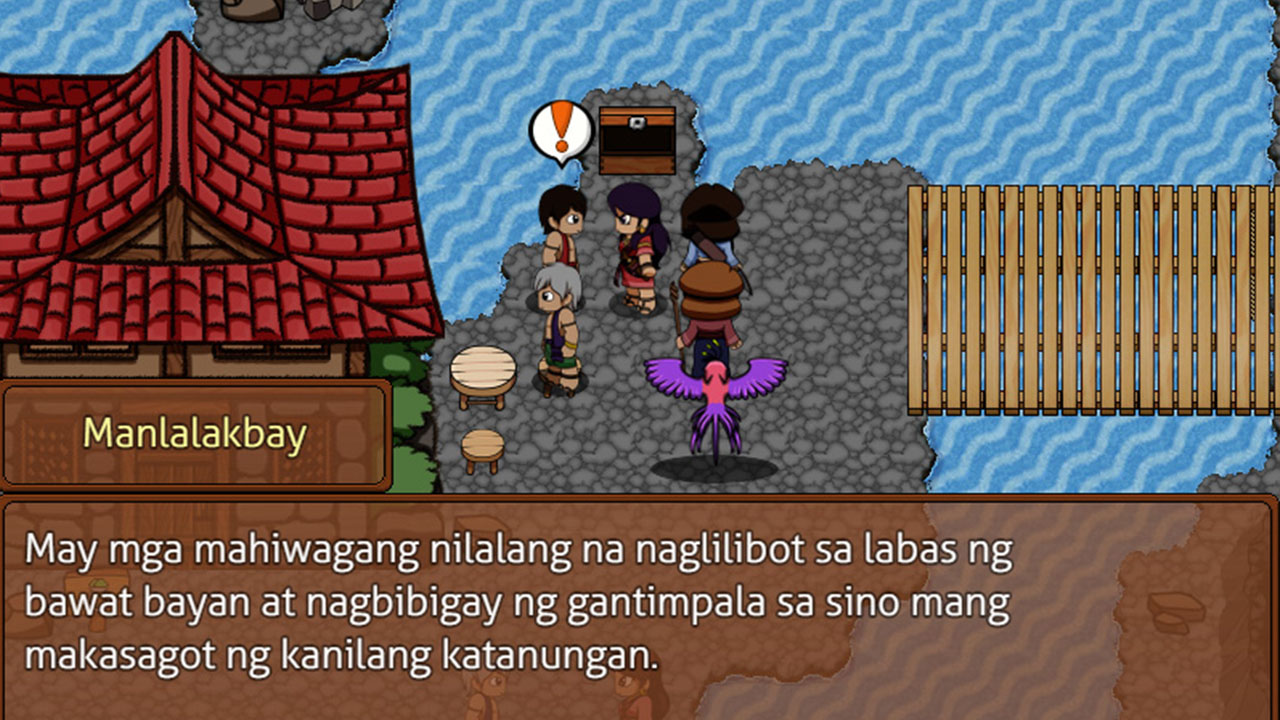 Manlalakbay
May mga mahiwagang nilalang na naglilibot sa labas ng
bawat bayan at nagbibigay ng gantimpala sa sino mang
makasagot ng kanilang katanungan.